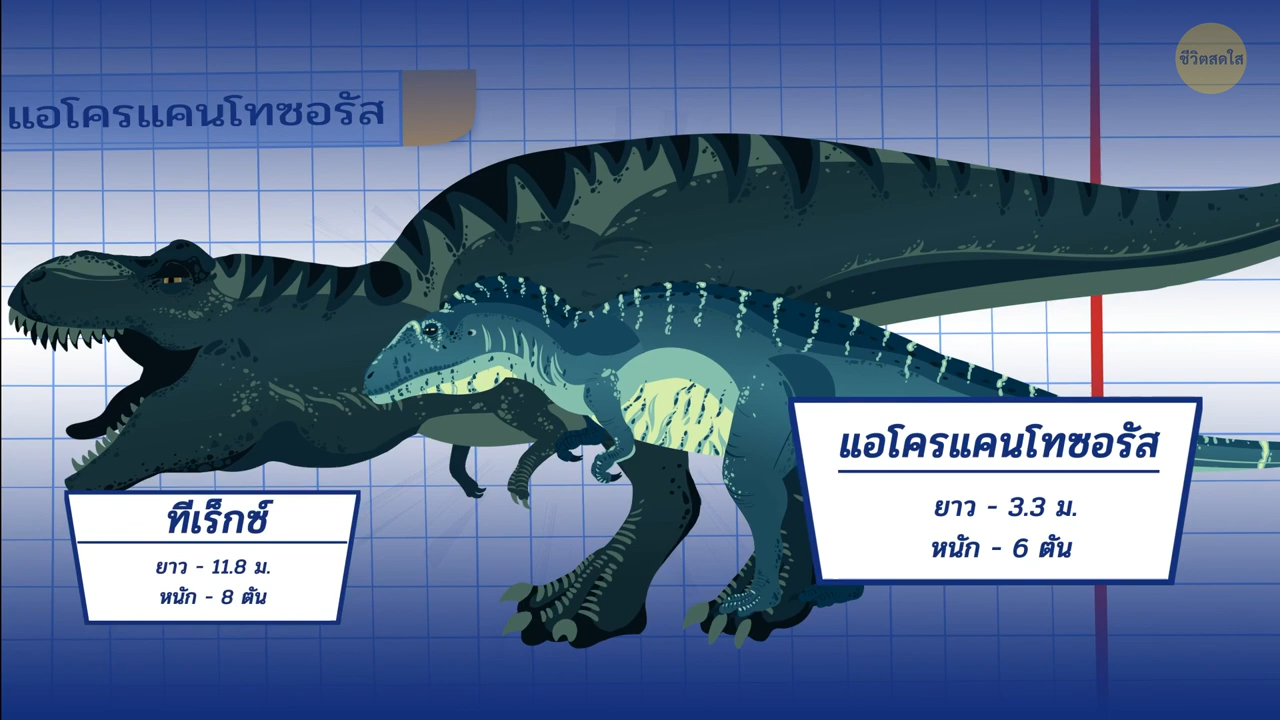 ชีวิตสดใส
แอโครแคนโทซอรัส
แอโครแคนโทซอรัส
ยาว - 3.3 ม.
หนัก - 6 ตัน
ทีเร็กซ์
ยาว - 11.8 ม.
หนัก - 8 ตัน